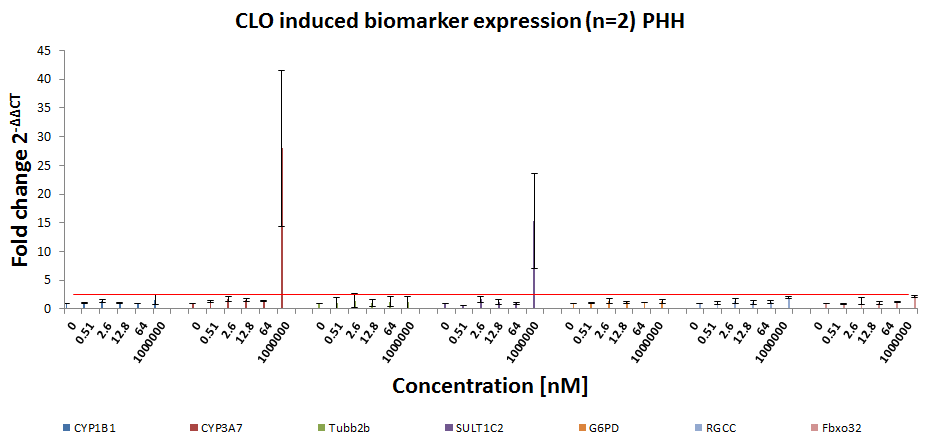 CLO induced biomarker expression (n=2) PHH
Fold change 2^-ΔΔCT
45
40
35
30
25
20
15
10
5
0
0 0.51 2.6 12.8 64 1000000 0 0.51 2.6 12.8 64 1000000 0 0.51 2.6 12.8 64 1000000 0 0.51 2.6 12.8 64 1000000 0 0.51 2.6 12.8 64 1000000 0 0.51 2.6 12.8 64 1000000 0 0.51 2.6 12.8 64 1000000
Concentration [nM]
CYP1B1 CYP3A7 Tubb2b SULT1C2 G6PD RGCC Fbxo32